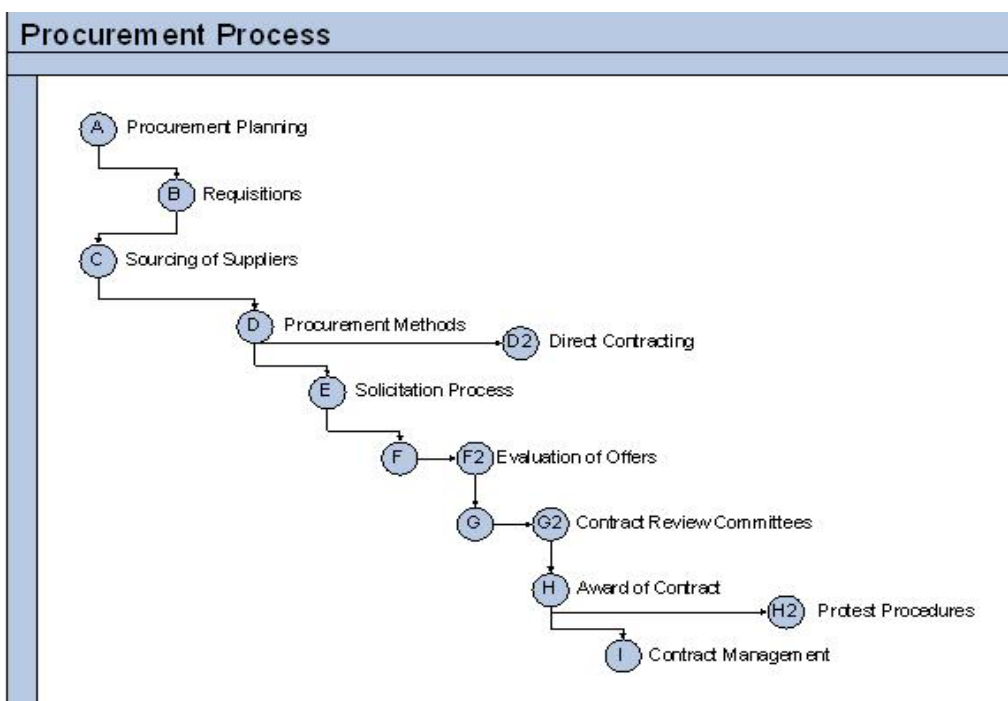 Procurement Process
A Procurement Planning
B Requisitions
C Sourcing of Suppliers
D Procurement Methods
D2 Direct Contracting
E Solicitation Process
F F2 Evaluation of Offers
G G2 Contract Review Committees
H Award of Contract
H2 Protest Procedures
I Contract Management